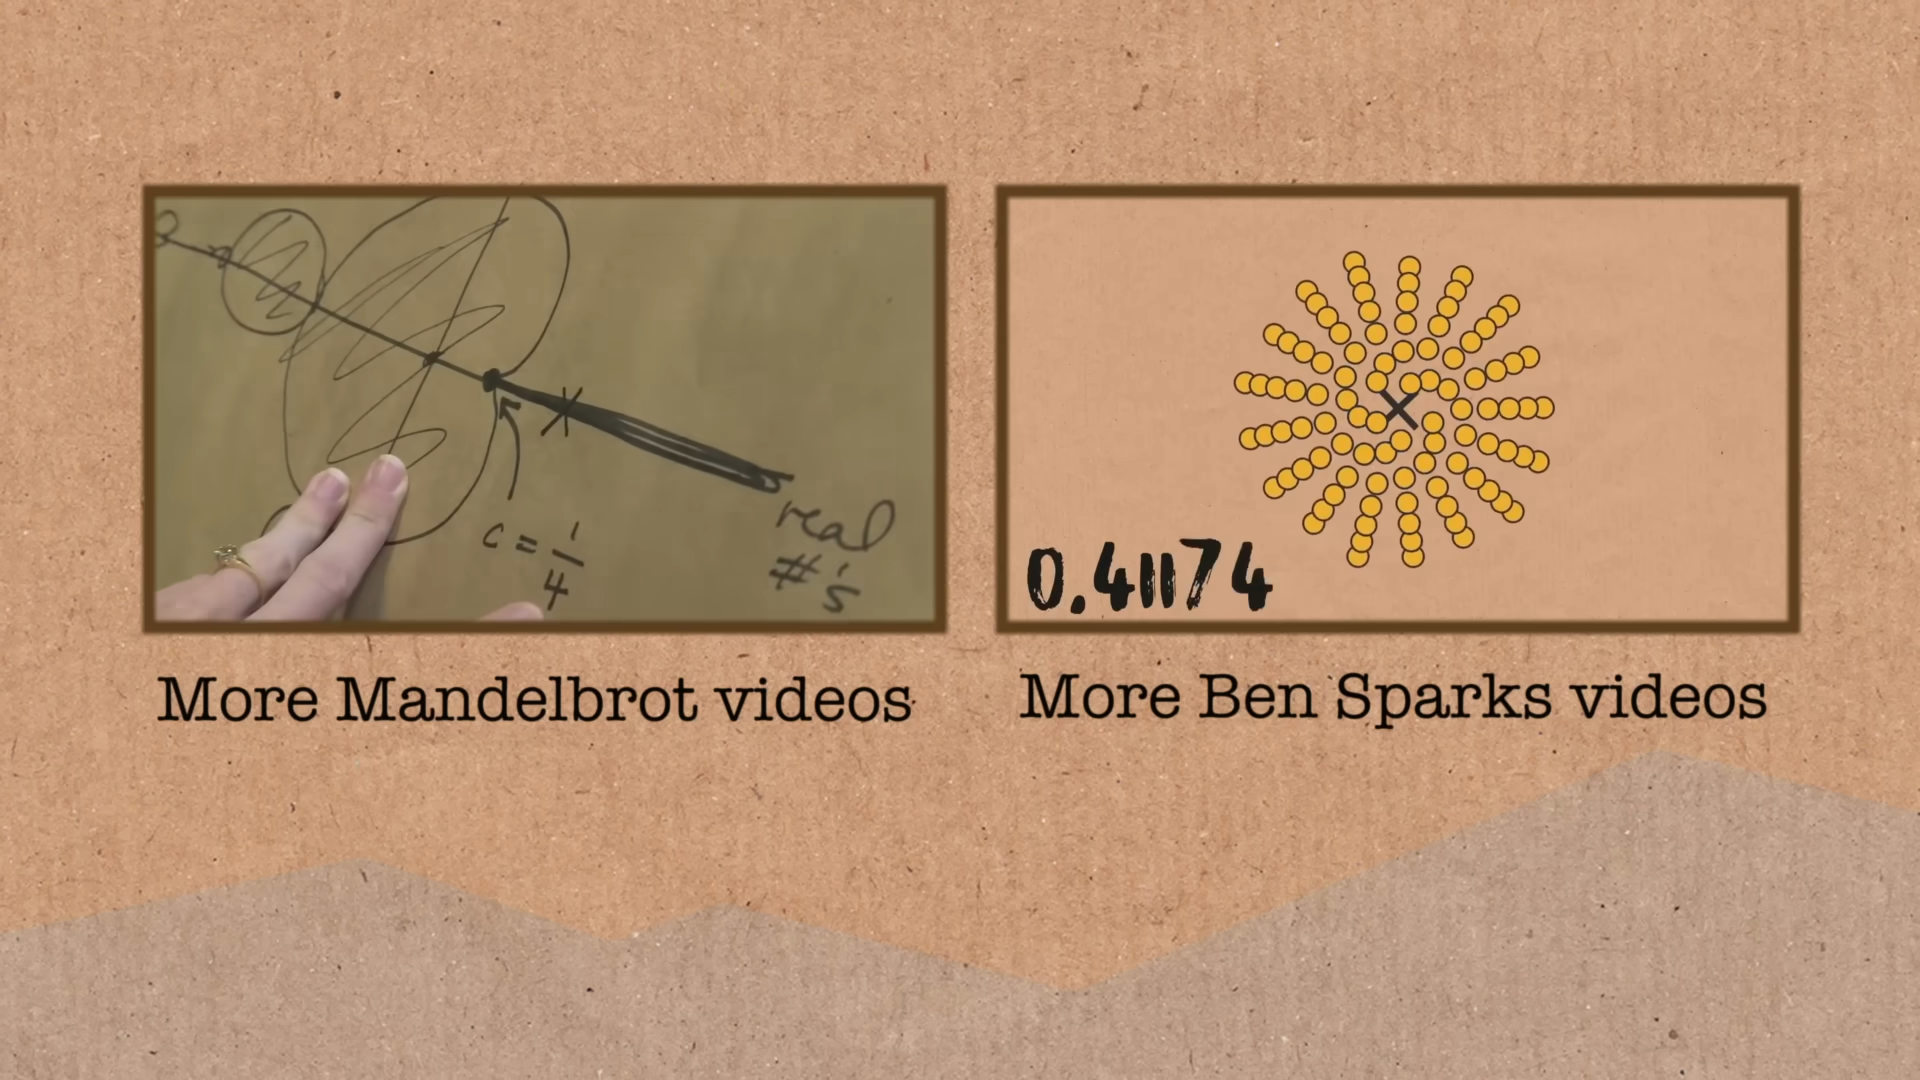 c = 1/4
real
#'s
0.41174
More Mandelbrot videos
More Ben Sparks videos